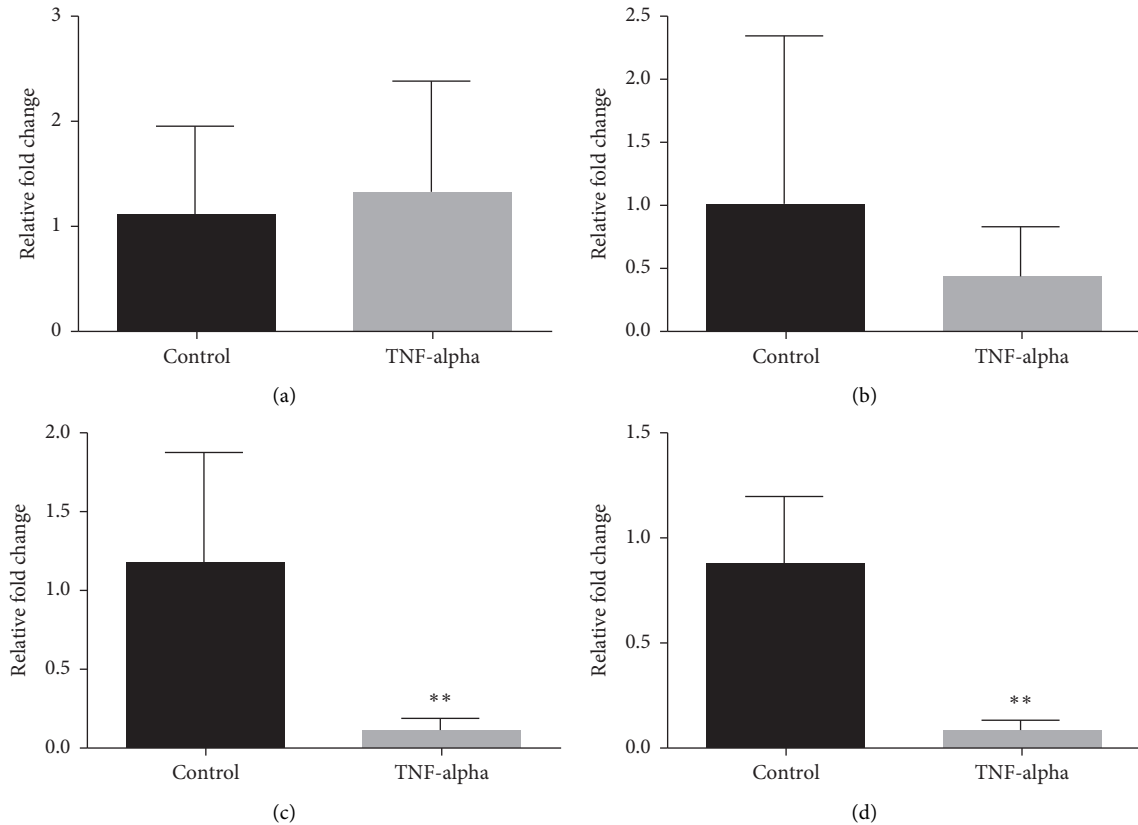 Relative fold change
3
2
1
0
Control
TNF-alpha
(a)
Relative fold change
2.5
2.0
1.5
1.0
0.5
0.0
Control
TNF-alpha
(b)
Relative fold change
2.0
1.5
1.0
0.5
0.0
**
Control
TNF-alpha
(c)
Relative fold change
1.5
1.0
0.5
0.0
**
Control
TNF-alpha
(d)